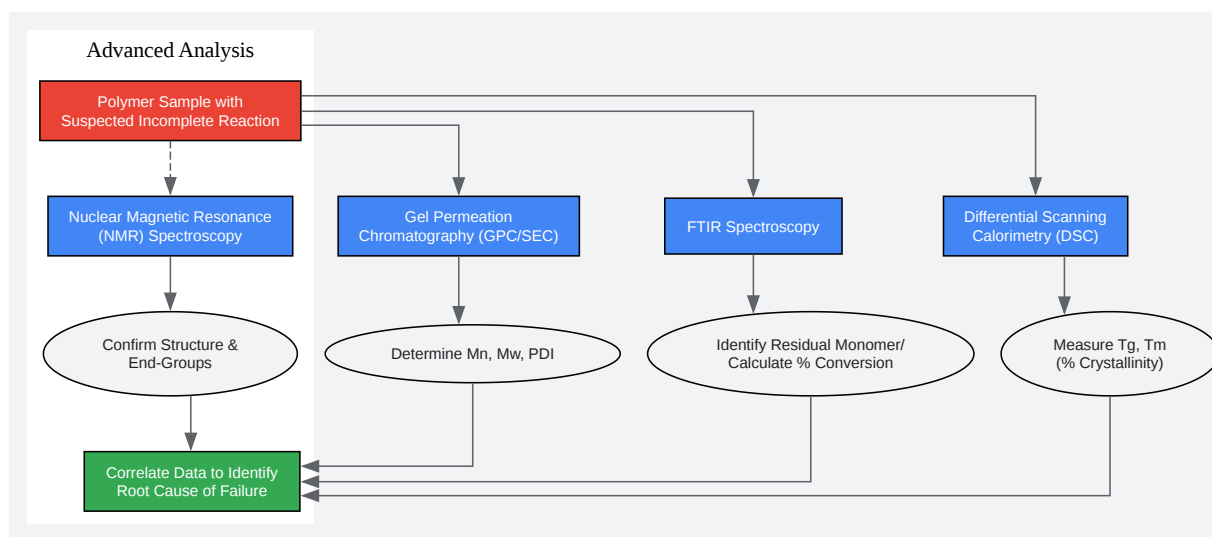 Advanced Analysis
Polymer Sample with
Suspected Incomplete Reaction
Nuclear Magnetic Resonance
(NMR) Spectroscopy
Gel Permeation
Chromatography (GPC/SEC)
FTIR Spectroscopy
Differential Scanning
Calorimetry (DSC)
Confirm Structure &
End-Groups
Determine Mn, Mw, PDI
Identify Residual Monomer/
Calculate % Conversion
Measure Tg, Tm
(% Crystallinity)
Correlate Data to Identify
Root Cause of Failure